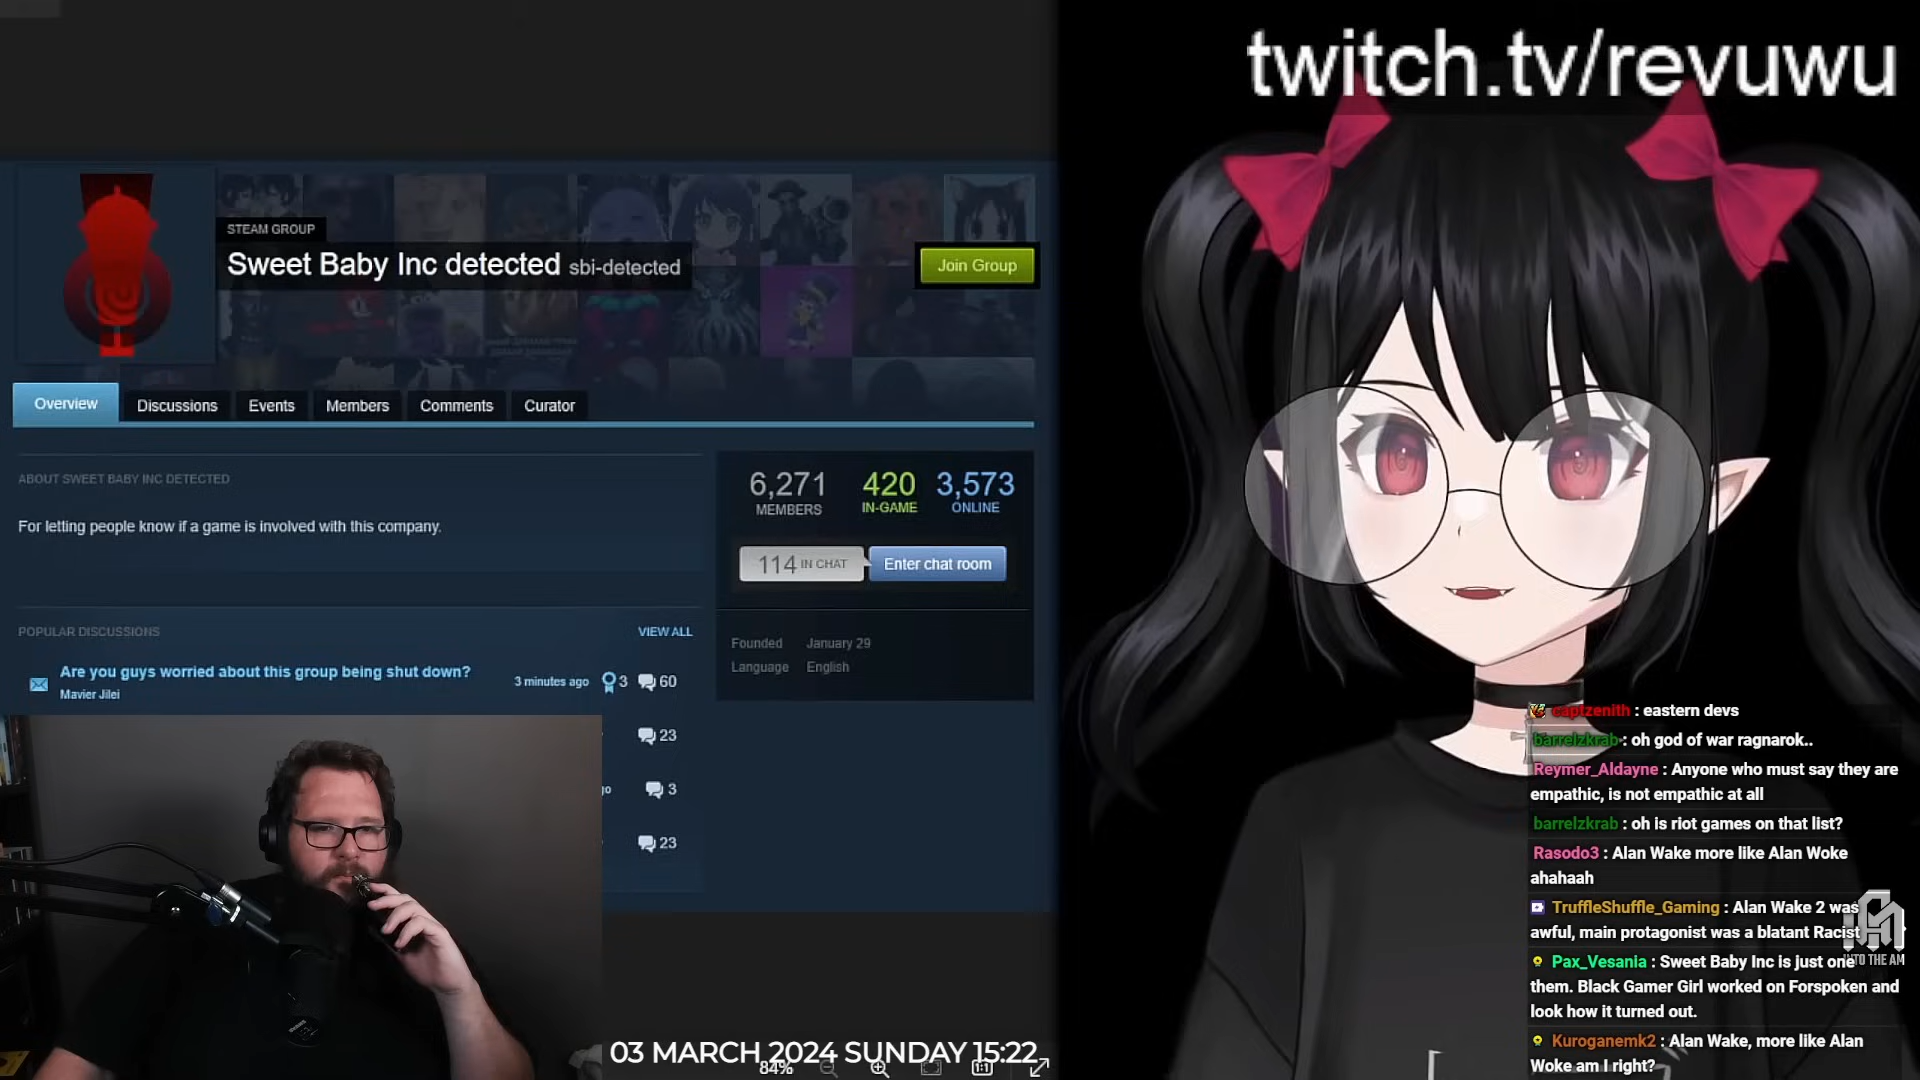 twitch.tv/revuwu
STEAM GROUP
Sweet Baby Inc detected sbi-detected
Join Group
Overview
Discussions
Events
Members
Comments
Curator
ABOUT SWEET BABY INC DETECTED
For letting people know if a game is involved with this company.
6,271
MEMBERS
420
IN-GAME
3,573
ONLINE
114 IN CHAT
Enter chat room
Founded January 29
Language English
POPULAR DISCUSSIONS
VIEW ALL
Are you guys worried about this group being shut down?
Mavier Jilei
3 minutes ago
3
60
23
3
23
captzenith : eastern devs
barrelzkrab : oh god of war ragnarok..
Reymer_Aldayne : Anyone who must say they are
empathic, is not empathic at all
barrelzkrab : oh is riot games on that list?
Rasodo3 : Alan Wake more like Alan Woke
ahahaah
TruffleShuffle_Gaming : Alan Wake 2 was
awful, main protagonist was a blatant Racist
Pax_Vesania : Sweet Baby Inc is just one
them. Black Gamer Girl worked on Forspoken and
look how it turned out.
Kuroganemk2 : Alan Wake, more like Alan
Woke am I right?
INTO THE AM
03 MARCH 2024 SUNDAY 15:22
84%
1:1